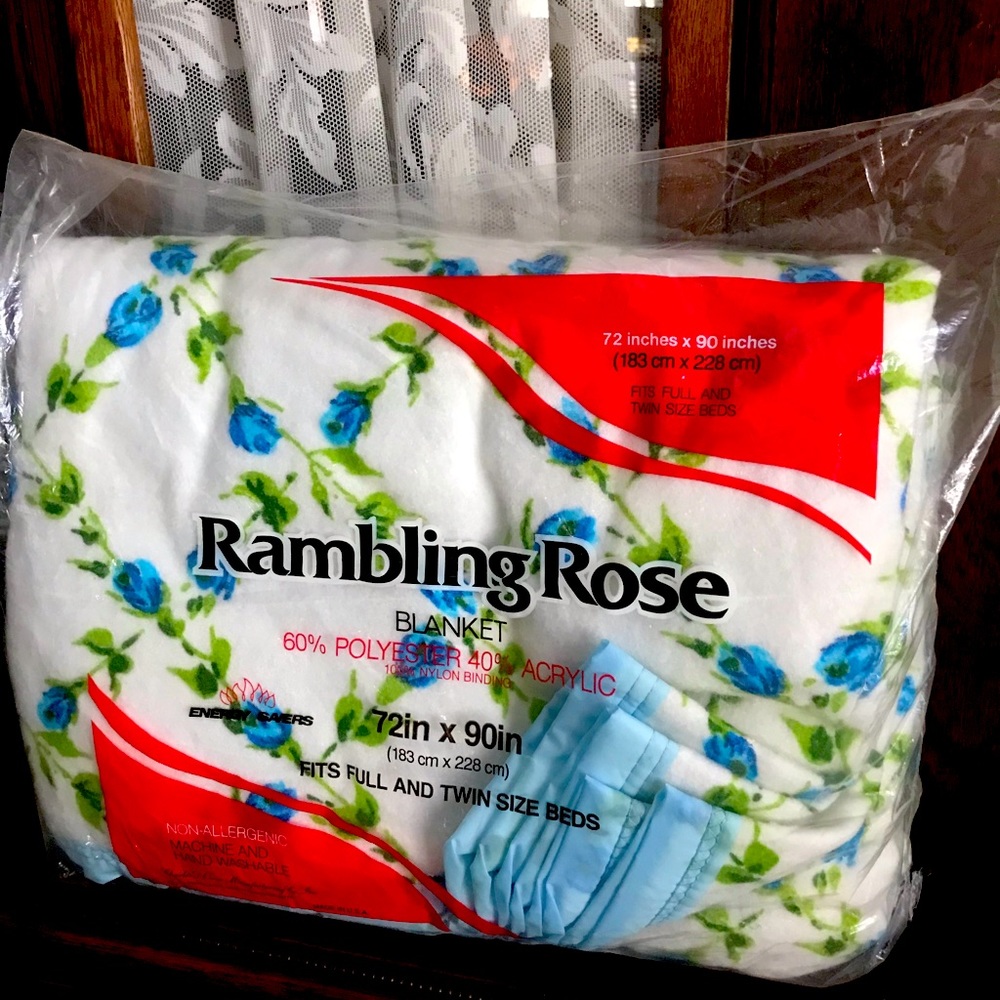 72 inches x 90 inches
(183 cm x 228 cm)
FITS FULL AND
TWIN SIZE BEDS
Rambling Rose
BLANKET
60% POLYESTER 40% ACRYLIC
100% NYLON BINDING
ENERGY SAVERS
72in x 90in
(183 cm x 228 cm)
FITS FULL AND TWIN SIZE BEDS
NON-ALLERGENIC
MACHINE AND
HAND WASHABLE